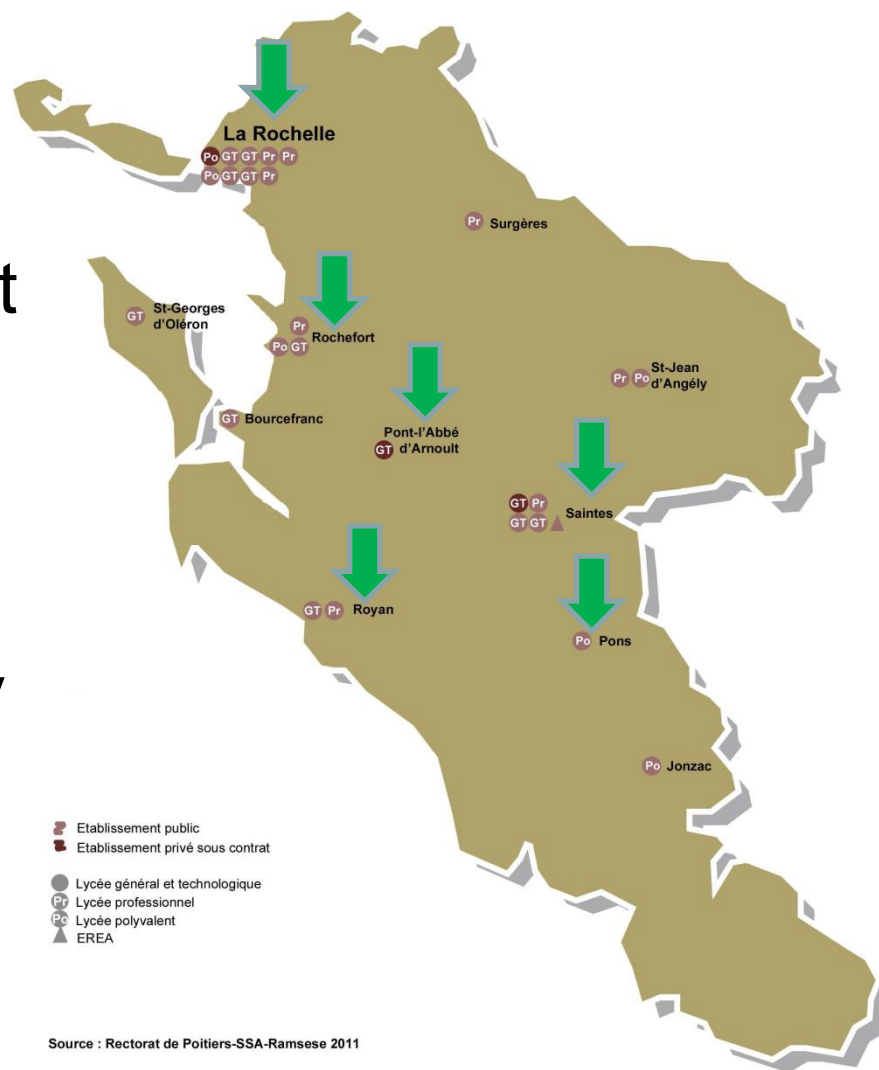 La Rochelle
Po GT GT Pr Pr
Po GT GT Pr
Pr Surgères
t
GT St-Georges
d'Oléron
Pr
Rochefort
Po GT
Pr Po St-Jean
d'Angély
GT Bourcefranc
Pont-l'Abbé
d'Arnoult
GT
GT Pr
Saintes
GT GT
GT Pr Royan
Po Pons
y
Po Jonzac
Etablissement public
Etablissement privé sous contrat
Lycée général et technologique
Pr Lycée professionnel
Po Lycée polyvalent
EREA
Source : Rectorat de Poitiers-SSA-Ramsese 2011